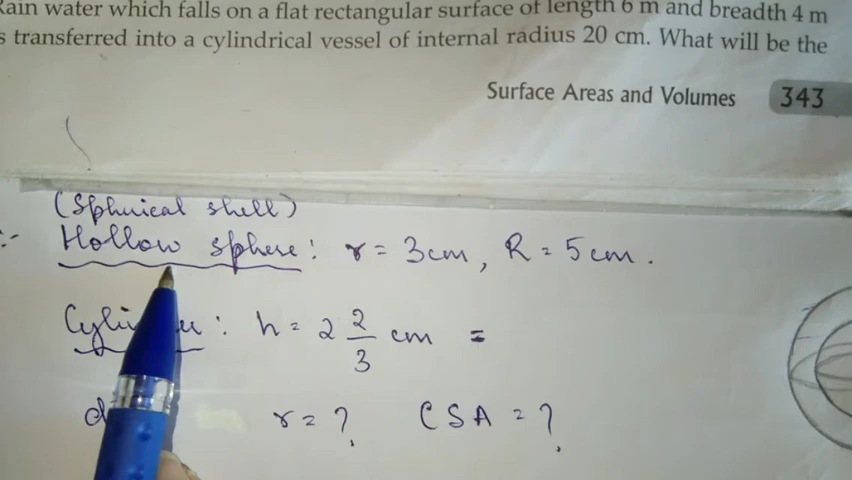 Rain water which falls on a flat rectangular surface of length 6 m and breadth 4 m
s transferred into a cylindrical vessel of internal radius 20 cm. What will be the
Surface Areas and Volumes 343
(Spherical shell)
:- Hollow sphere: r = 3cm, R = 5cm.
: h = 2 2/3 cm =
r = ? CSA = ?